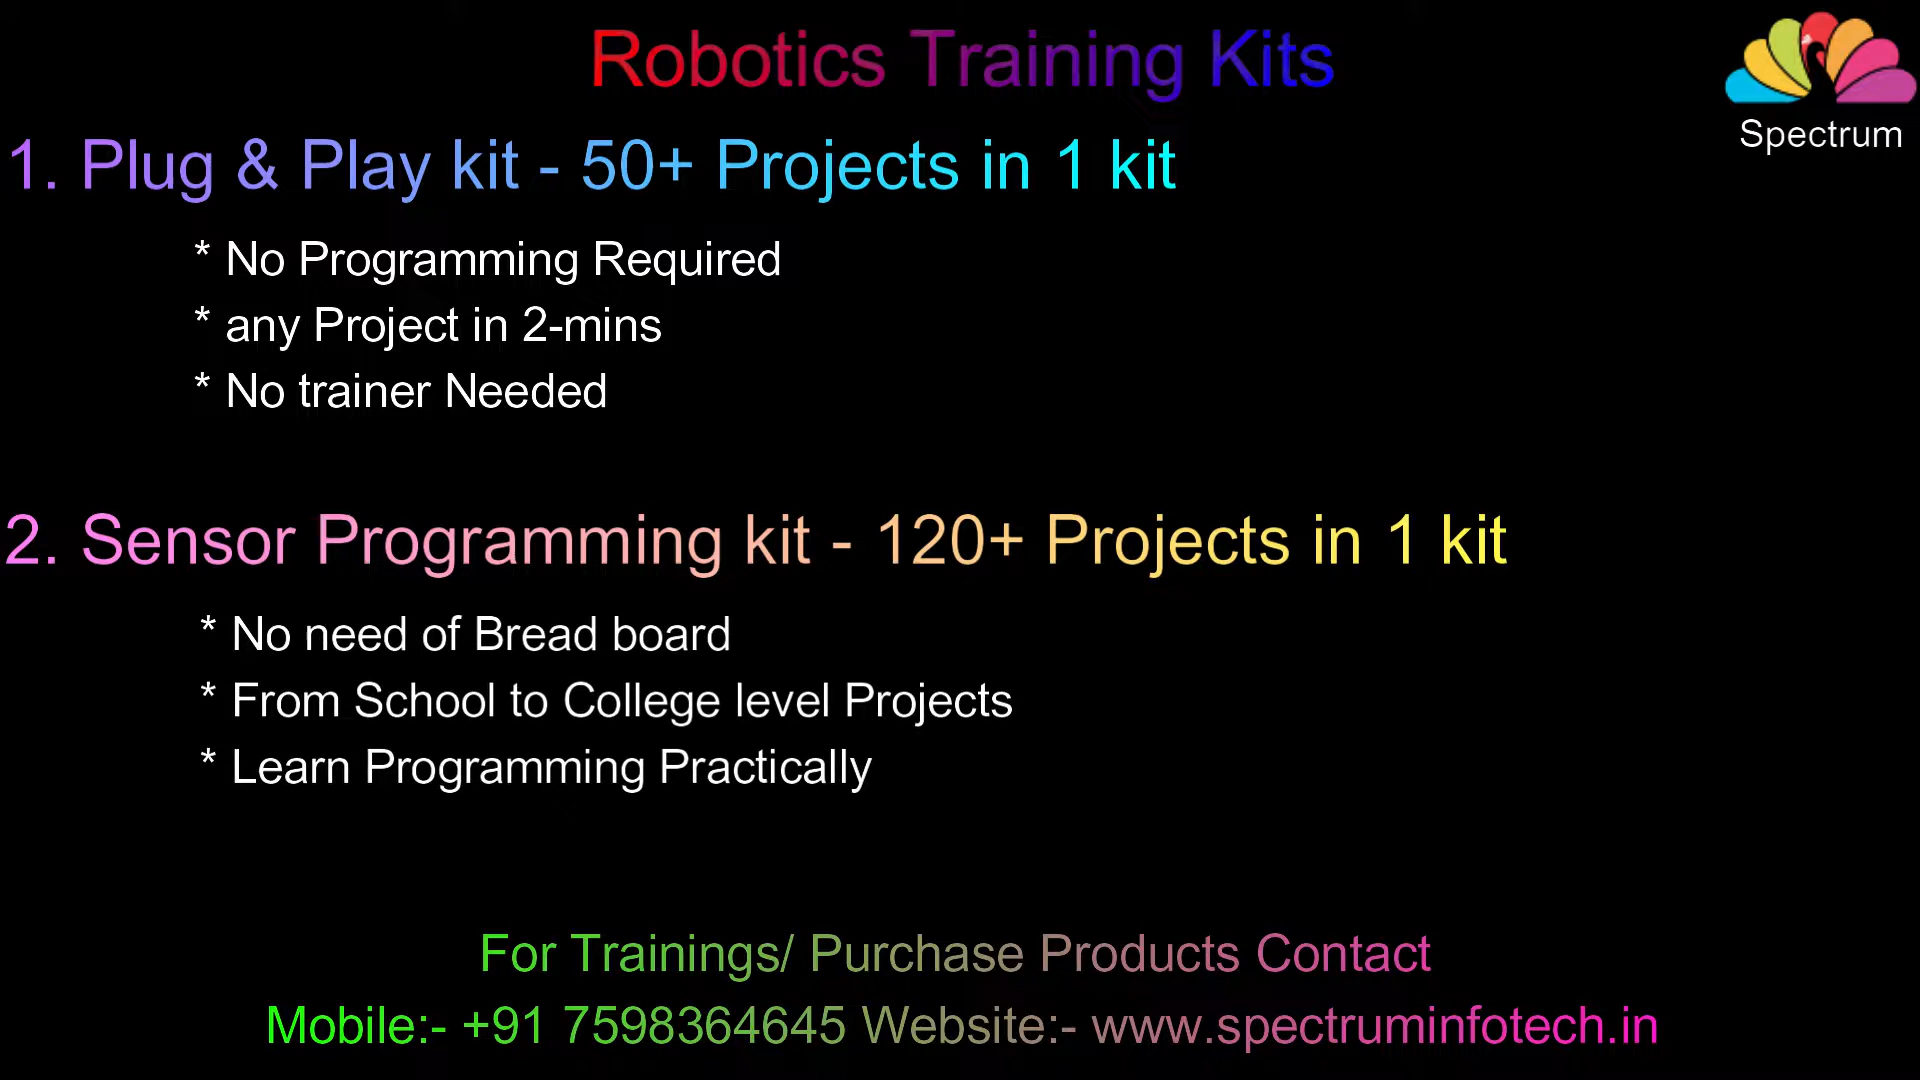 Robotics Training Kits
Spectrum
1. Plug & Play kit - 50+ Projects in 1 kit
* No Programming Required
* any Project in 2-mins
* No trainer Needed
2. Sensor Programming kit - 120+ Projects in 1 kit
* No need of Bread board
* From School to College level Projects
* Learn Programming Practically
For Trainings/ Purchase Products Contact
Mobile:- +91 7598364645 Website:- www.spectruminfotech.in